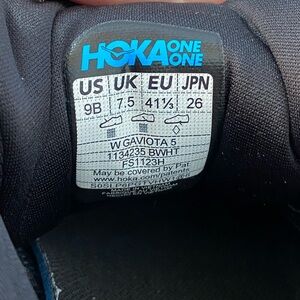 HOKA ONE ONE
US UK EU JPN
9B 7.5 41⅓ 26
W GAVIOTA 5
1134235 BWHT
FS1123H
May be covered by Pat
www.hoka.com/patents